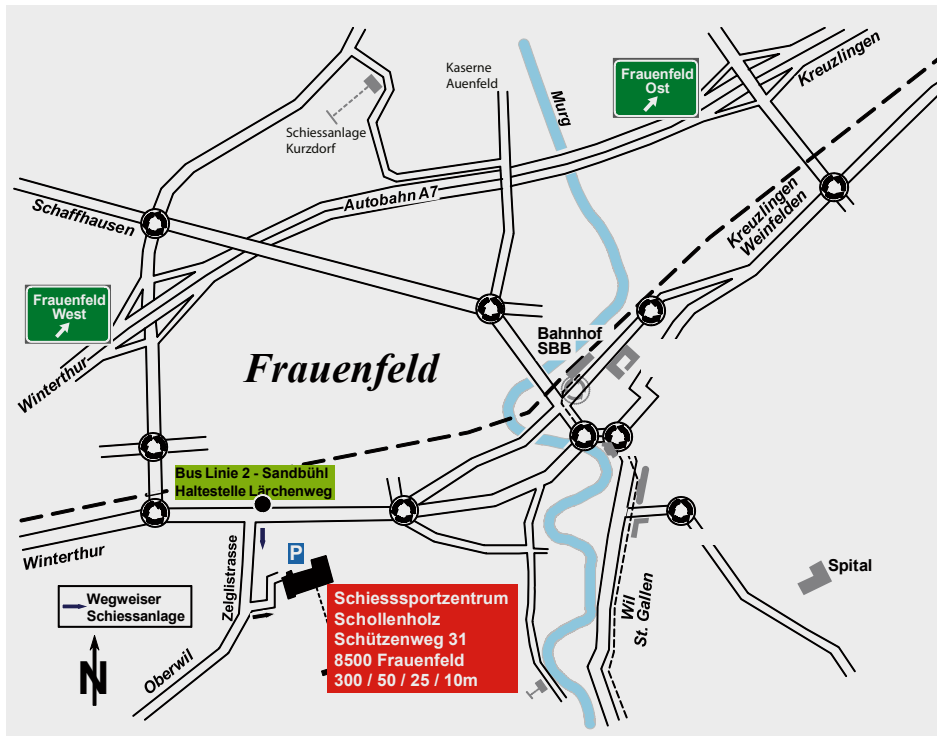 Kaserne
Auenfeld
Frauenfeld
Ost
Kreuzlingen
Murg
Schiessanlage
Kurzdorf
Autobahn A7
Schaffhausen
Kreuzlingen
Weinfelden
Frauenfeld
West
Bahnhof
SBB
Winterthur
Frauenfeld
Bus Linie 2 - Sandbühl
Haltestelle Lärchenweg
Winterthur
Zelglistrasse
P
Spital
Wegweiser
Schiessanlage
Schiesssportzentrum
Schollenholz
Schützenweg 31
8500 Frauenfeld
300 / 50 / 25 / 10m
Wil
St. Gallen
Oberwil
N